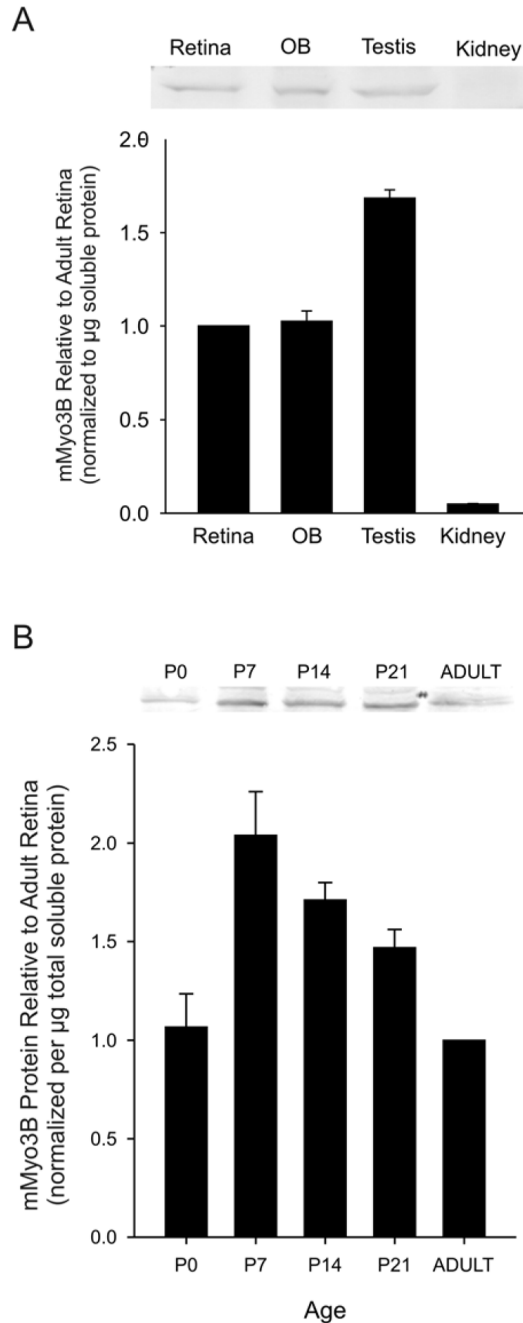 A
Retina OB Testis Kidney
2.0
1.5
1.0
0.5
0.0
mMyo3B Relative to Adult Retina
(normalized to µg soluble protein)
Retina OB Testis Kidney
B
P0 P7 P14 P21 ADULT
2.5
2.0
1.5
1.0
0.5
0.0
mMyo3B Protein Relative to Adult Retina
(normalized per µg total soluble protein)
P0 P7 P14 P21 ADULT
Age